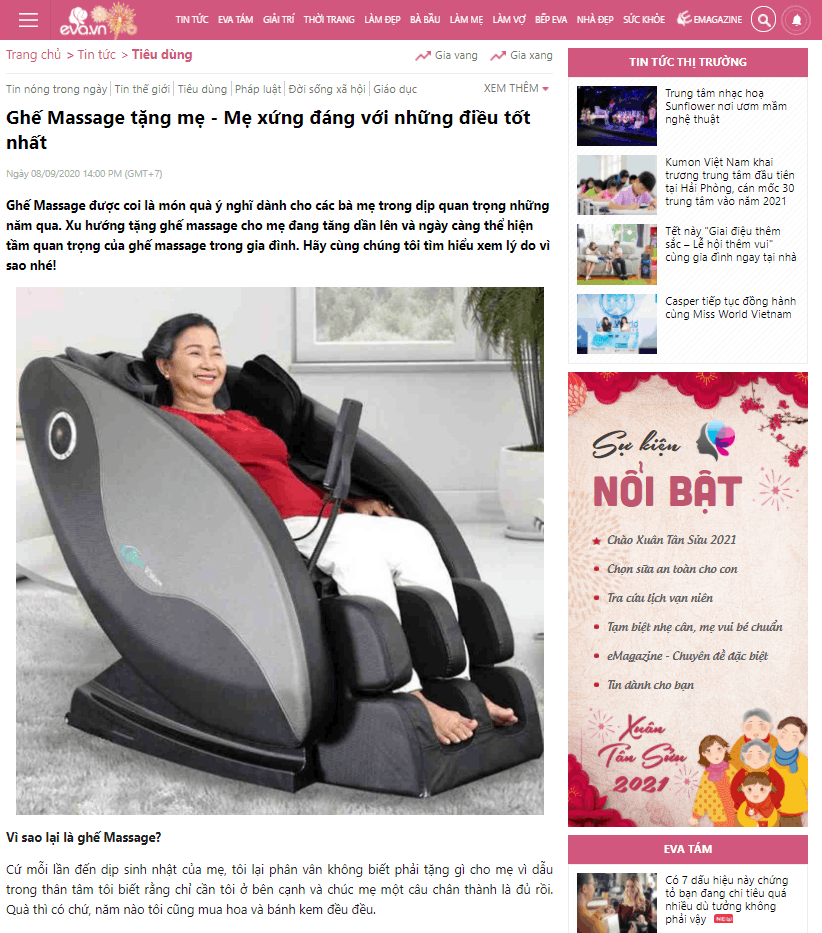 eva.vn
TIN TỨC EVA TÁM GIẢI TRÍ THỜI TRANG LÀM ĐẸP BÀ BẦU LÀM MẸ LÀM VỢ BẾP EVA NHÀ ĐẸP SỨC KHỎE EMAGAZINE
Trang chủ > Tin tức > Tiêu dùng
Gia vang Gia xang
Tin nóng trong ngày Tin thế giới Tiêu dùng Pháp luật Đời sống xã hội Giáo dục XEM THÊM
Ghế Massage tặng mẹ - Mẹ xứng đáng với những điều tốt
nhất
Ngày 08/09/2020 14:00 PM (GMT+7)
Ghế Massage được coi là món quà ý nghĩ dành cho các bà mẹ trong dịp quan trọng những
năm qua. Xu hướng tặng ghế massage cho mẹ đang tăng dần lên và ngày càng thể hiện
tầm quan trọng của ghế massage trong gia đình. Hãy cùng chúng tôi tìm hiểu xem lý do vì
sao nhé!
Vì sao lại là ghế Massage?
Cứ mỗi lần đến dịp sinh nhật của mẹ, tôi lại phân vân không biết phải tặng gì cho mẹ vì dẫu
trong thân tâm tôi biết rằng chỉ cần tôi ở bên cạnh và chúc mẹ một câu chân thành là đủ rồi.
Quà thì có chứ, năm nào tôi cũng mua hoa và bánh kem đều đều.
TIN TỨC THỊ TRƯỜNG
Trung tâm nhạc hoạ
Sunflower nơi ươm mầm
nghệ thuật
Kumon Việt Nam khai
trương trung tâm đầu tiên
tại Hải Phòng, cán mốc 30
trung tâm vào năm 2021
Tết này "Giai điệu thêm
sắc – Lễ hội thêm vui"
cùng gia đình ngay tại nhà
Casper tiếp tục đồng hành
cùng Miss World Vietnam
Sự kiện
NỔI BẬT
Chào Xuân Tân Sửu 2021
Chọn sữa an toàn cho con
Tra cứu lịch vạn niên
Tạm biệt nhẹ cân, mẹ vui bé chuẩn
eMagazine - Chuyên đề đặc biệt
Tin dành cho bạn
Xuân
Tân Sửu
2021
EVA TÁM
Có 7 dấu hiệu này chứng
tỏ bạn đang chi tiêu quá
nhiều dù tưởng không
phải vậy NEW